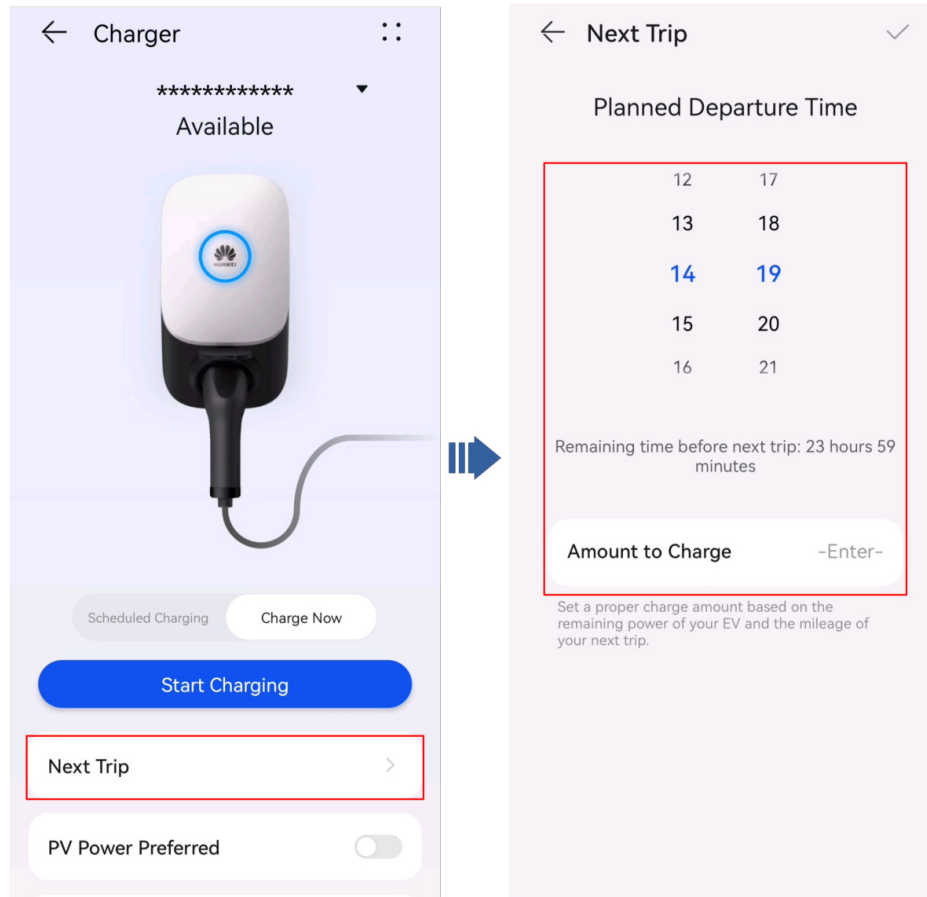 Charger
************
Available
HUAWEI
Scheduled Charging
Charge Now
Start Charging
Next Trip
PV Power Preferred
Next Trip
Planned Departure Time
12 17
13 18
14 19
15 20
16 21
Remaining time before next trip: 23 hours 59
minutes
Amount to Charge
-Enter-
Set a proper charge amount based on the
remaining power of your EV and the mileage of
your next trip.